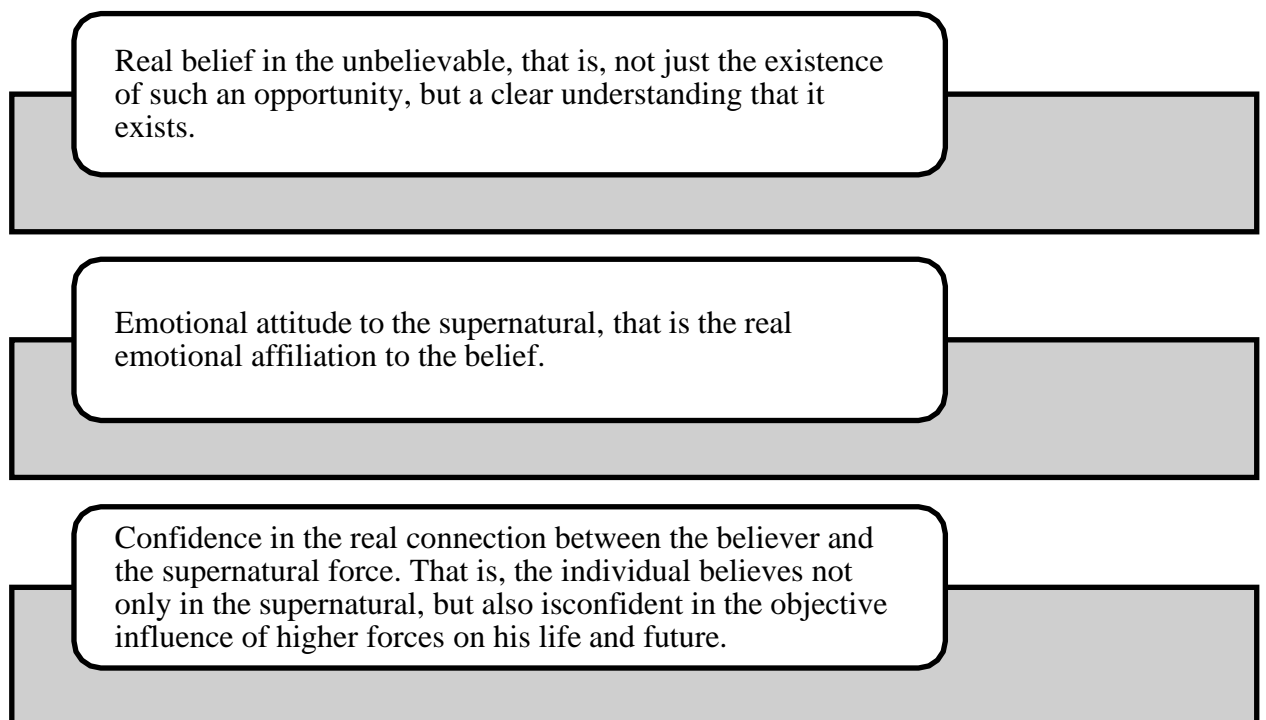 Real belief in the unbelievable, that is, not just the existence
of such an opportunity, but a clear understanding that it
exists.
Emotional attitude to the supernatural, that is the real
emotional affiliation to the belief.
Confidence in the real connection between the believer and
the supernatural force. That is, the individual believes not
only in the supernatural, but also isconfident in the objective
influence of higher forces on his life and future.